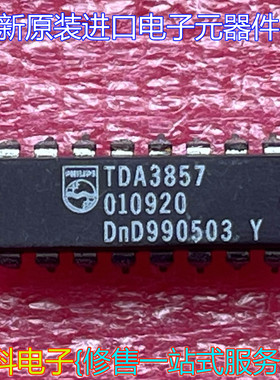 新原装进口电子元器件
PHILIPS
TDA3857
010920
DnD990503 Y
科电子{修售一站式服务